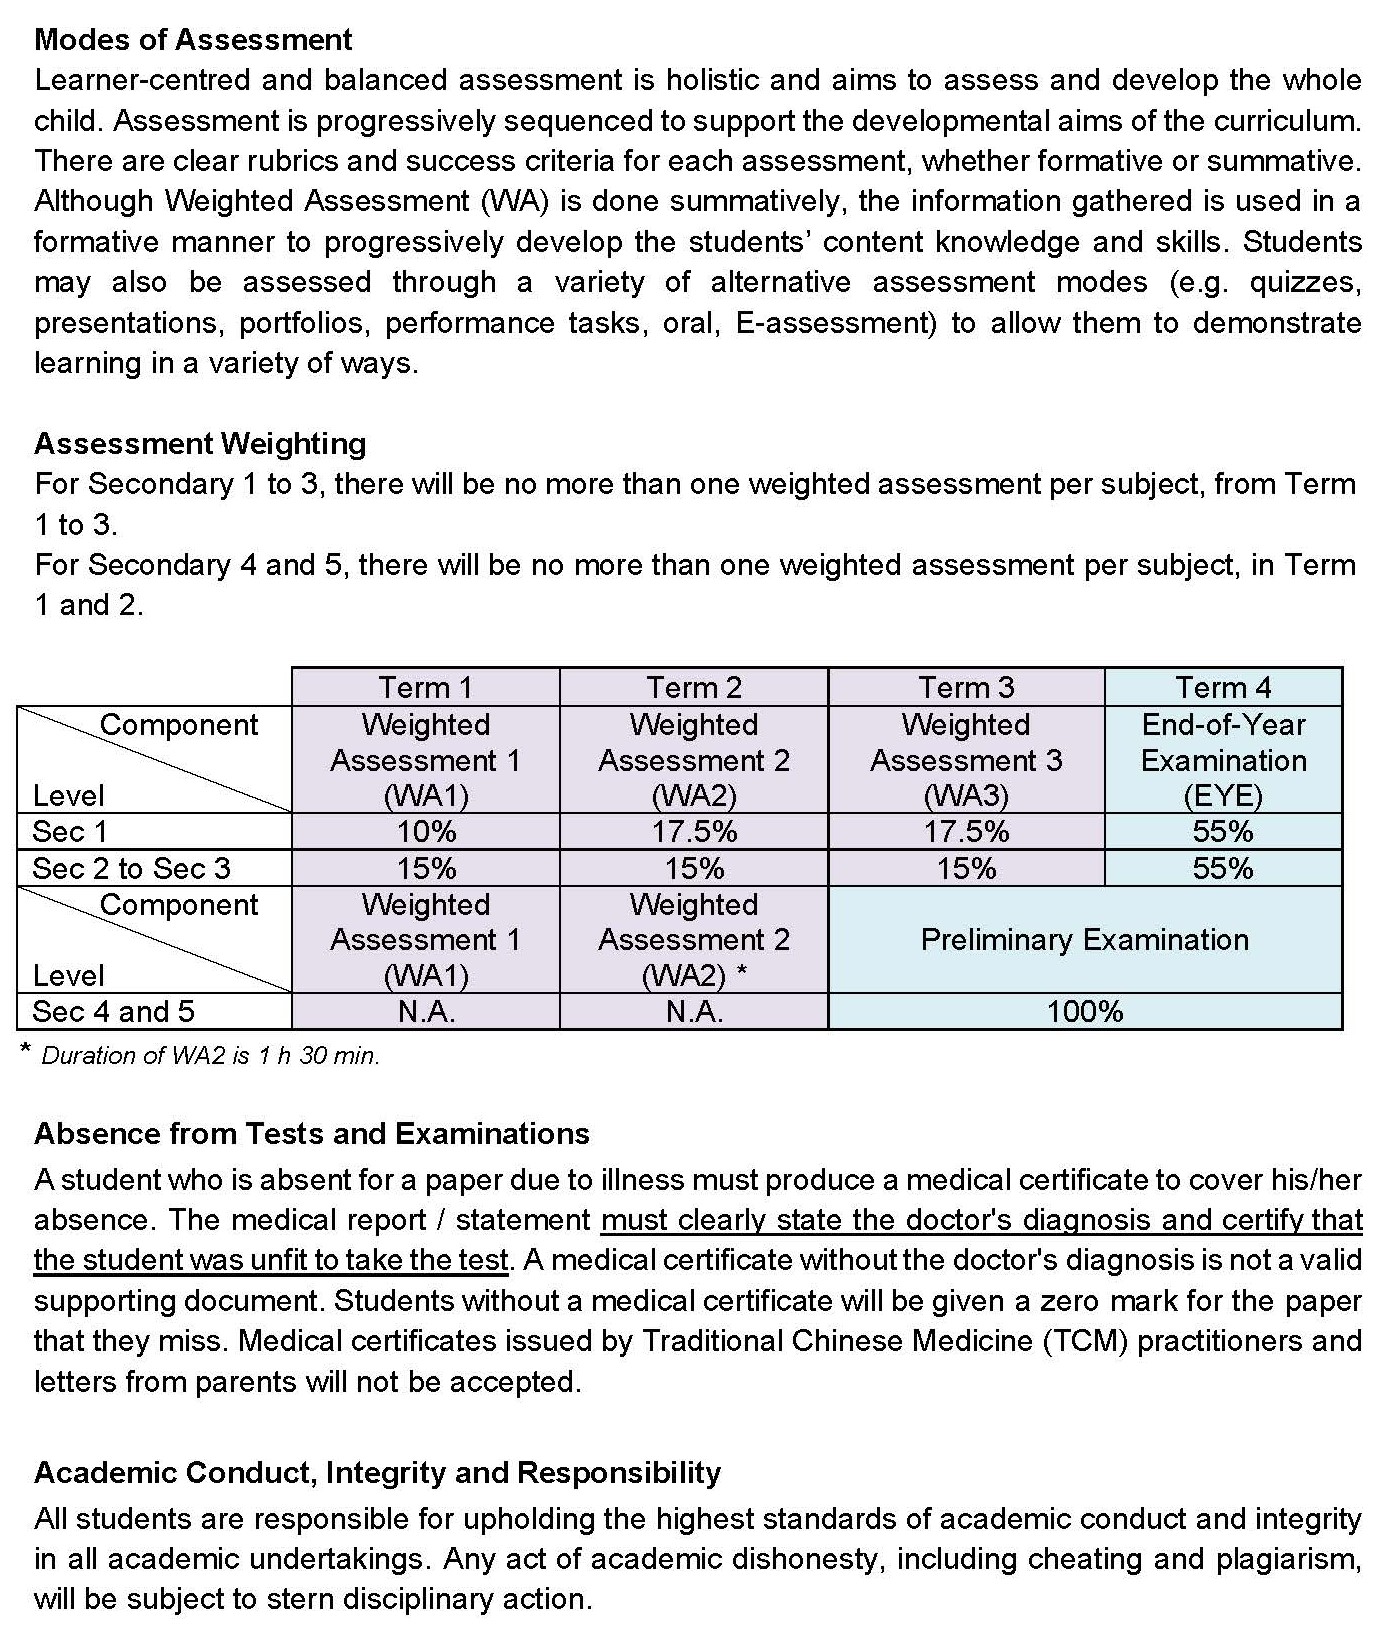 Modes of Assessment
Learner-centred and balanced assessment is holistic and aims to assess and develop the whole
child. Assessment is progressively sequenced to support the developmental aims of the curriculum.
There are clear rubrics and success criteria for each assessment, whether formative or summative.
Although Weighted Assessment (WA) is done summatively, the information gathered is used in a
formative manner to progressively develop the students’ content knowledge and skills. Students
may also be assessed through a variety of alternative assessment modes (e.g. quizzes,
presentations, portfolios, performance tasks, oral, E-assessment) to allow them to demonstrate
learning in a variety of ways.
Assessment Weighting
For Secondary 1 to 3, there will be no more than one weighted assessment per subject, from Term
1 to 3.
For Secondary 4 and 5, there will be no more than one weighted assessment per subject, in Term
1 and 2.
Term 1 Term 2 Term 3 Term 4
Component Weighted Weighted Weighted End-of-Year
Assessment 1 Assessment 2 Assessment 3 Examination
Level (WA1) (WA2) (WA3) (EYE)
Sec 1 10% 17.5% 17.5% 55%
Sec 2 to Sec 3 15% 15% 15% 55%
Component Weighted Weighted
Assessment 1 Assessment 2 Preliminary Examination
Level (WA1) (WA2) *
Sec 4 and 5 N.A. N.A. 100%
* Duration of WA2 is 1 h 30 min.
Absence from Tests and Examinations
A student who is absent for a paper due to illness must produce a medical certificate to cover his/her
absence. The medical report / statement must clearly state the doctor's diagnosis and certify that
the student was unfit to take the test. A medical certificate without the doctor's diagnosis is not a valid
supporting document. Students without a medical certificate will be given a zero mark for the paper
that they miss. Medical certificates issued by Traditional Chinese Medicine (TCM) practitioners and
letters from parents will not be accepted.
Academic Conduct, Integrity and Responsibility
All students are responsible for upholding the highest standards of academic conduct and integrity
in all academic undertakings. Any act of academic dishonesty, including cheating and plagiarism,
will be subject to stern disciplinary action.